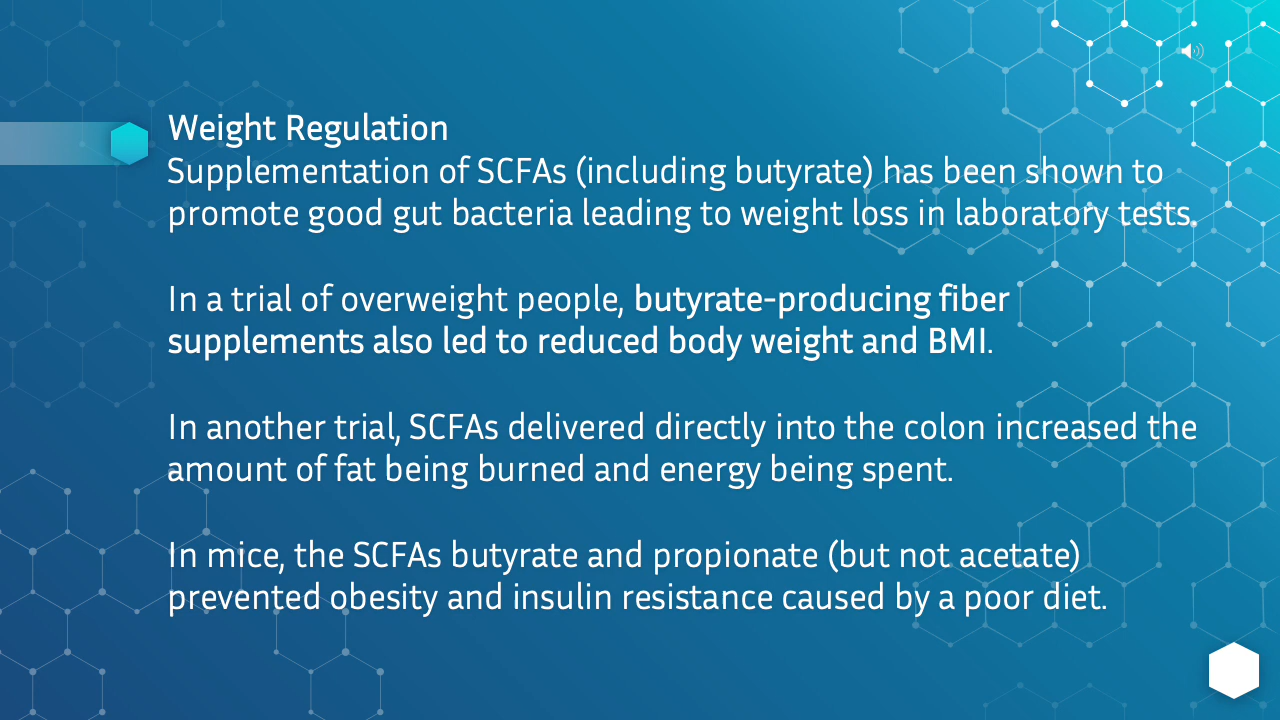 Weight Regulation
Supplementation of SCFAs (including butyrate) has been shown to
promote good gut bacteria leading to weight loss in laboratory tests.
In a trial of overweight people, butyrate-producing fiber
supplements also led to reduced body weight and BMI.
In another trial, SCFAs delivered directly into the colon increased the
amount of fat being burned and energy being spent.
In mice, the SCFAs butyrate and propionate (but not acetate)
prevented obesity and insulin resistance caused by a poor diet.